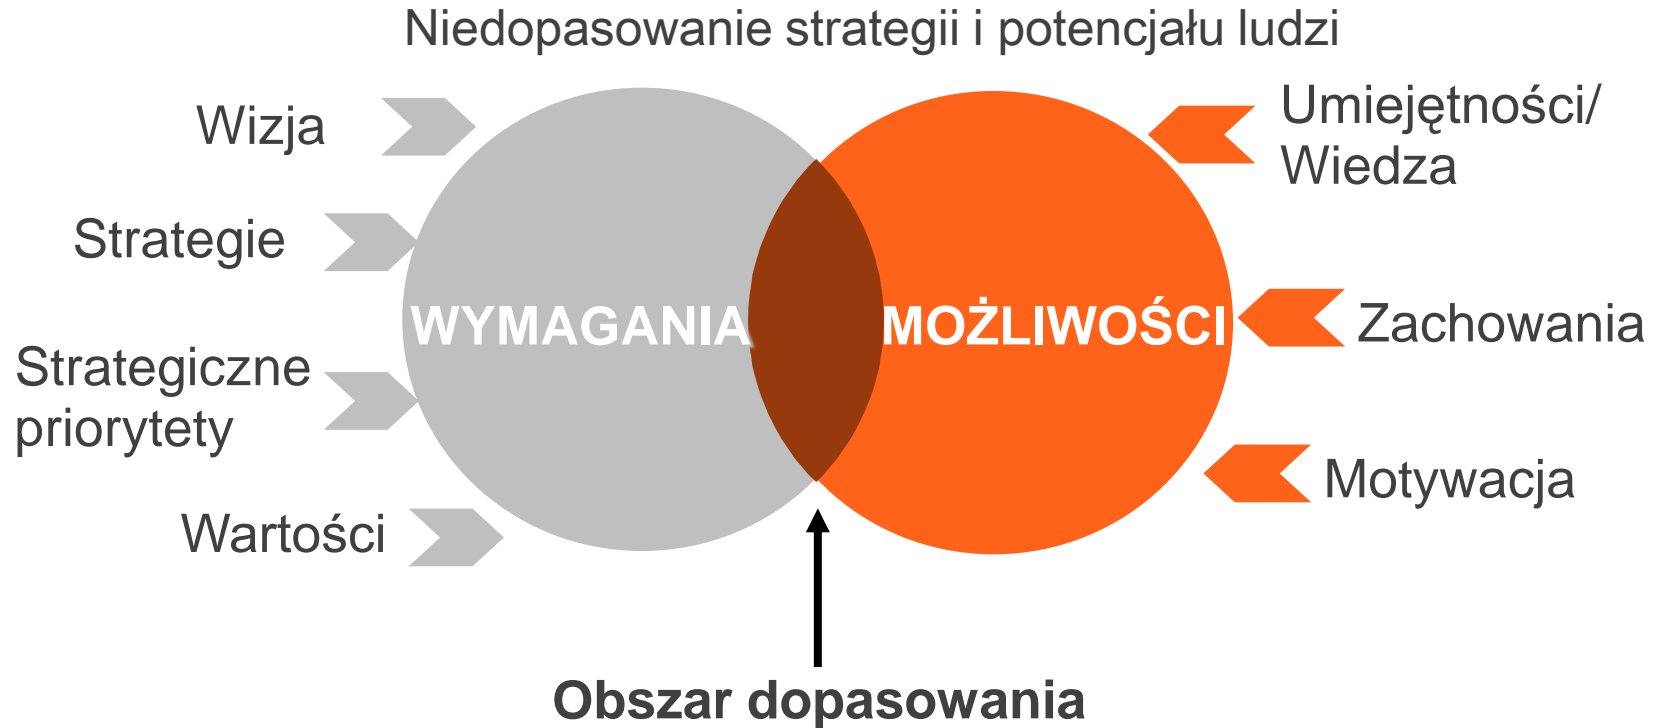 Niedopasowanie strategii i potencjału ludzi
Wizja
Strategie
Strategiczne
priorytety
Wartości
WYMAGANIA
MOŻLIWOŚCI
Umiejętności/
Wiedza
Zachowania
Motywacja
Obszar dopasowania